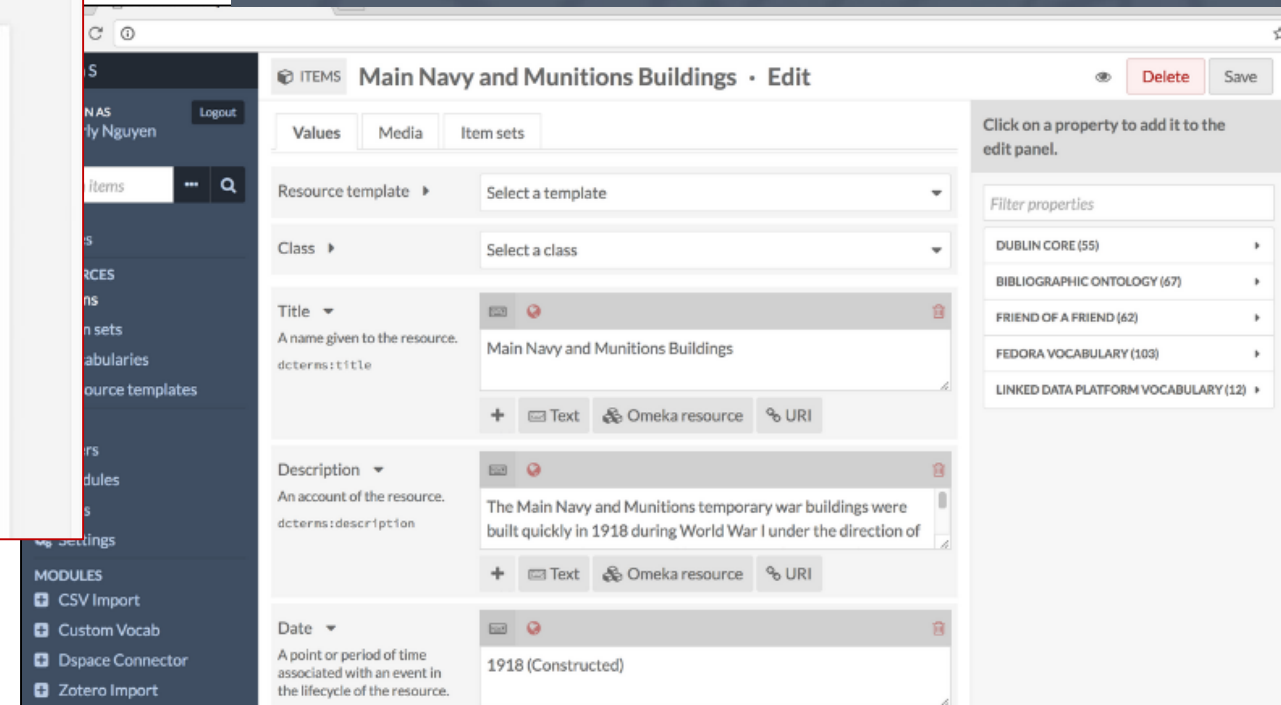 S
Logout
rly Nguyen
items
RCES
n sets
abularies
ource templates
dules
Settings
MODULES
CSV Import
Custom Vocab
Dspace Connector
Zotero Import
ITEMS Main Navy and Munitions Buildings · Edit
Delete Save
Values Media Item sets
Resource template Select a template
Class Select a class
Title
A name given to the resource.
dcterms:title
Main Navy and Munitions Buildings
+ Text Omeka resource URI
Description
An account of the resource.
dcterms:description
The Main Navy and Munitions temporary war buildings were
built quickly in 1918 during World War I under the direction of
+ Text Omeka resource URI
Date
A point or period of time
associated with an event in
the lifecycle of the resource.
1918 (Constructed)
Click on a property to add it to the
edit panel.
Filter properties
DUBLIN CORE (55)
BIBLIOGRAPHIC ONTOLOGY (67)
FRIEND OF A FRIEND (62)
FEDORA VOCABULARY (103)
LINKED DATA PLATFORM VOCABULARY (12)